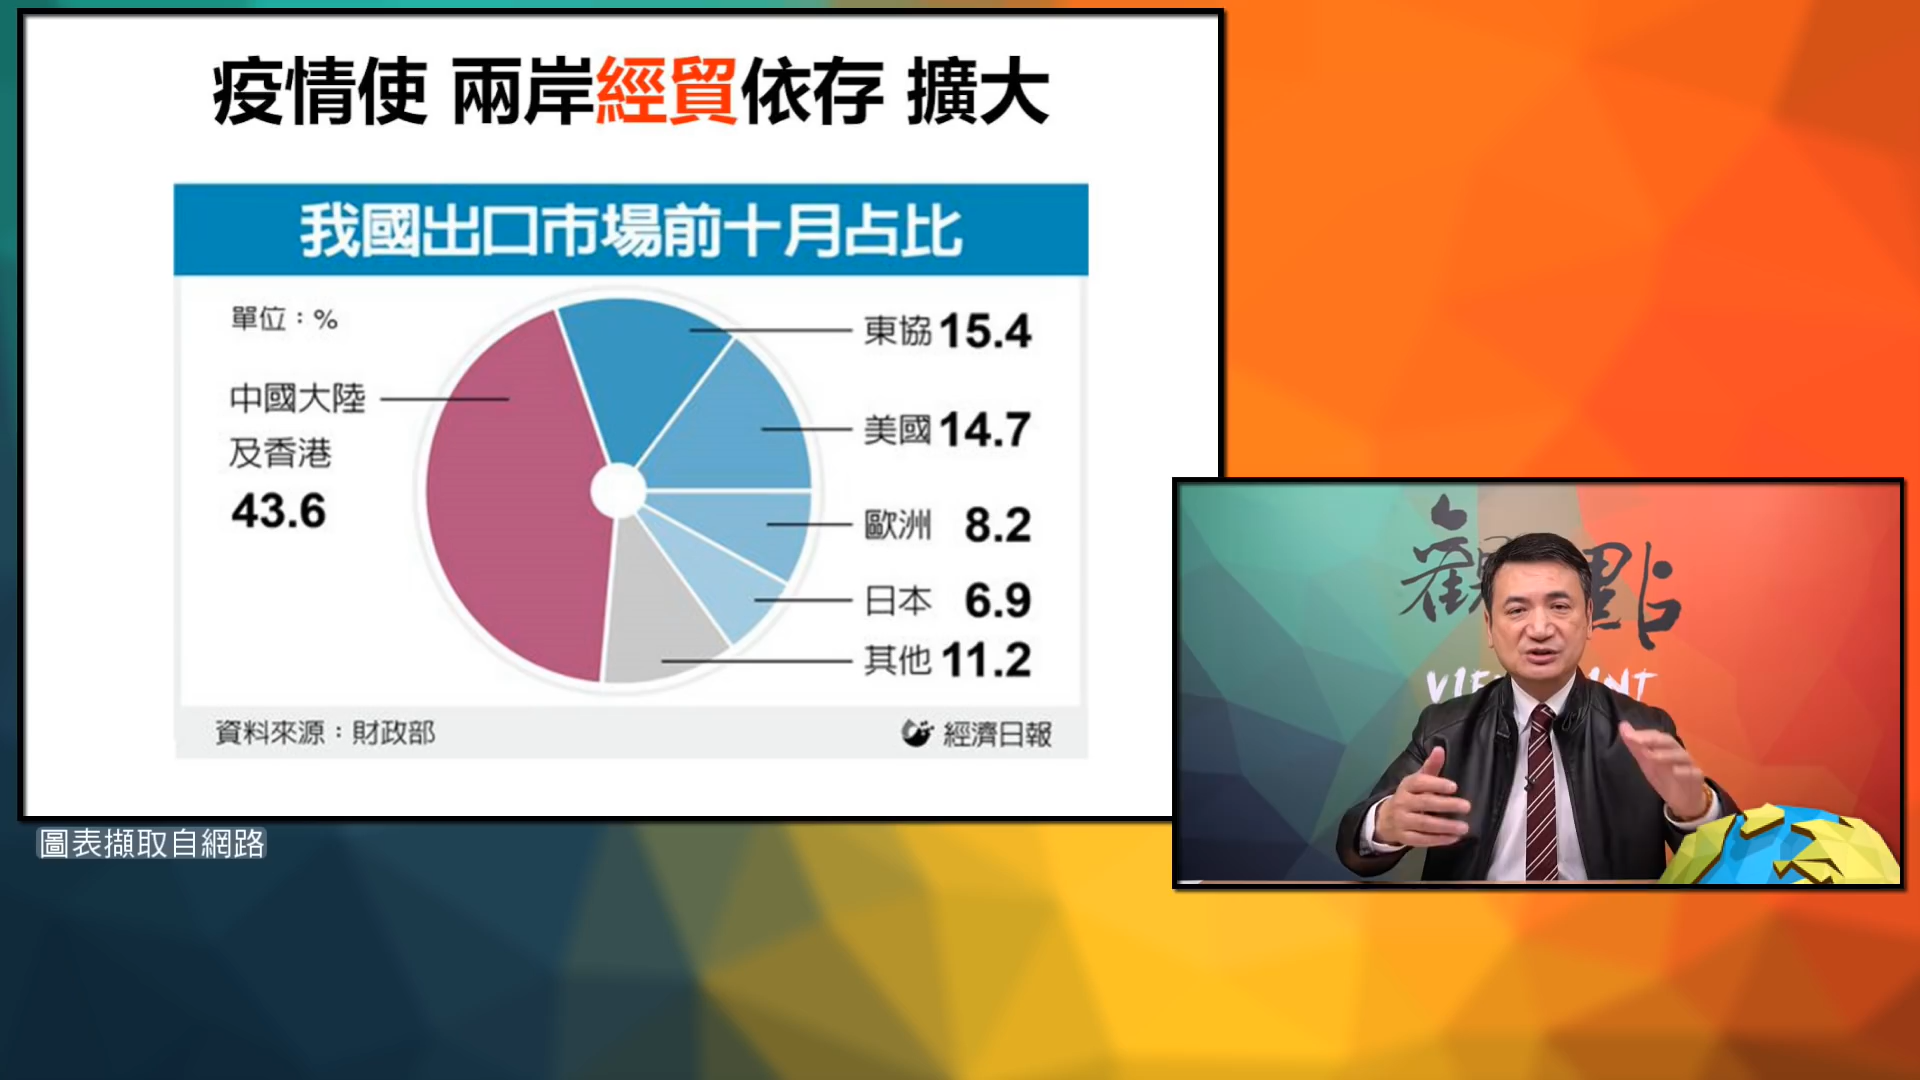 疫情使 兩岸經貿依存 擴大
我國出口市場前十月占比
單位：%
中國大陸
及香港
43.6
東協 15.4
美國 14.7
歐洲 8.2
日本 6.9
其他 11.2
資料來源：財政部
經濟日報
圖表擷取自網路
觀點